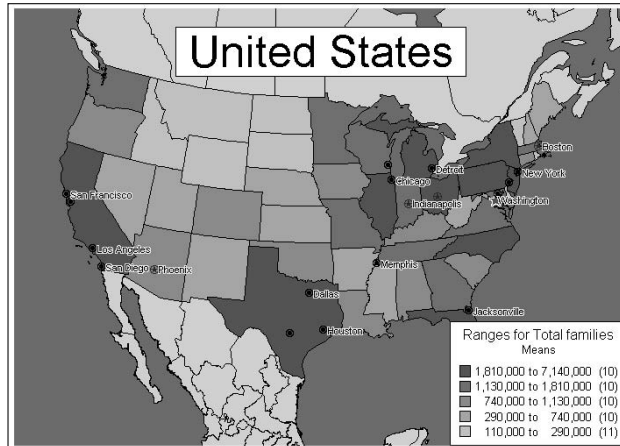 United States
Boston
Detroit
New York
Chicago
Indianapolis
Washington
San Francisco
Los Angeles
San Diego
Phoenix
Memphis
Dallas
Jacksonville
Houston
Ranges for Total families
Means
1,810,000 to 7,140,000 (10)
1,130,000 to 1,810,000 (10)
740,000 to 1,130,000 (10)
290,000 to 740,000 (10)
110,000 to 290,000 (11)